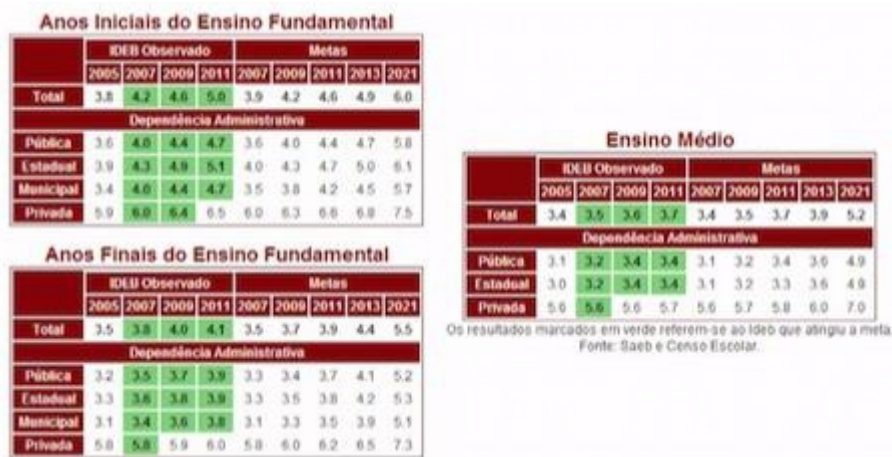 Anos Iniciais do Ensino Fundamental
IDEB Observado Metas
2005 2007 2009 2011 2007 2009 2011 2013 2021
Total 3.8 4.2 4.6 5.0 3.9 4.2 4.6 4.9 6.0
Dependência Administrativa
Pública 3.6 4.0 4.4 4.7 3.6 4.0 4.4 4.7 5.8
Estadual 3.9 4.3 4.9 5.1 4.0 4.3 4.7 5.0 6.1
Municipal 3.4 4.0 4.4 4.7 3.5 3.8 4.2 4.5 5.7
Privada 5.9 6.0 6.4 6.5 6.0 6.3 6.6 6.8 7.5
Anos Finais do Ensino Fundamental
IDEB Observado Metas
2005 2007 2009 2011 2007 2009 2011 2013 2021
Total 3.5 3.8 4.0 4.1 3.5 3.7 3.9 4.4 5.5
Dependência Administrativa
Pública 3.2 3.5 3.7 3.9 3.3 3.4 3.7 4.1 5.2
Estadual 3.3 3.6 3.8 3.9 3.3 3.5 3.8 4.2 5.3
Municipal 3.1 3.4 3.6 3.8 3.1 3.3 3.5 3.9 5.1
Privada 5.8 5.8 5.9 6.0 5.8 6.0 6.2 6.5 7.3
Ensino Médio
IDEB Observado Metas
2005 2007 2009 2011 2007 2009 2011 2013 2021
Total 3.4 3.5 3.6 3.7 3.4 3.5 3.7 3.9 5.2
Dependência Administrativa
Pública 3.1 3.2 3.4 3.4 3.1 3.2 3.4 3.6 4.9
Estadual 3.0 3.2 3.4 3.4 3.1 3.2 3.3 3.6 4.9
Privada 5.6 5.6 5.6 5.7 5.6 5.7 5.8 6.0 7.0
Os resultados marcados em verde referem-se ao Ideb que atingiu a meta.
Fonte: Saeb e Censo Escolar.